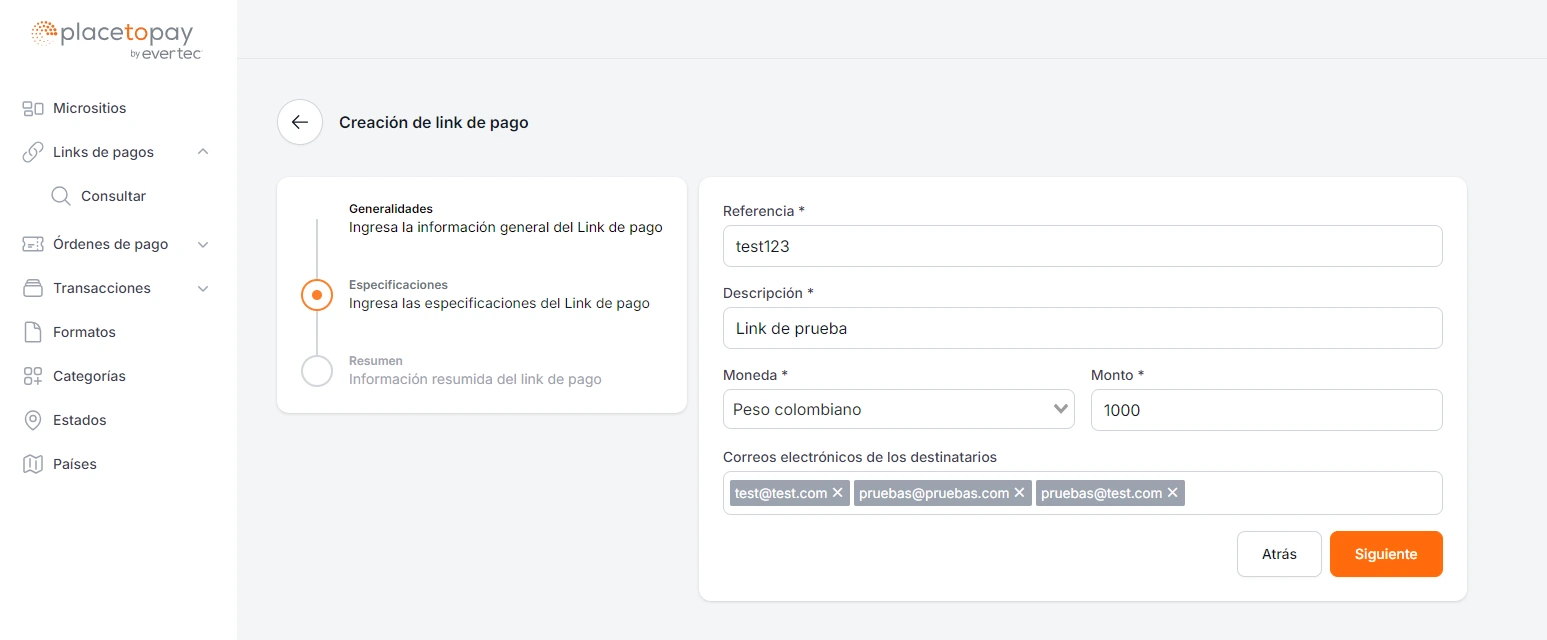 placetopay
by evertec
Micrositios
Links de pagos
Consultar
Órdenes de pago
Transacciones
Formatos
Categorías
Estados
Países
Creación de link de pago
Generalidades
Ingresa la información general del Link de pago
Especificaciones
Ingresa las especificaciones del Link de pago
Resumen
Información resumida del link de pago
Referencia *
test123
Descripción *
Link de prueba
Moneda * Monto *
Peso colombiano 1000
Correos electrónicos de los destinatarios
test@test.com pruebas@pruebas.com pruebas@test.com
Atrás Siguiente